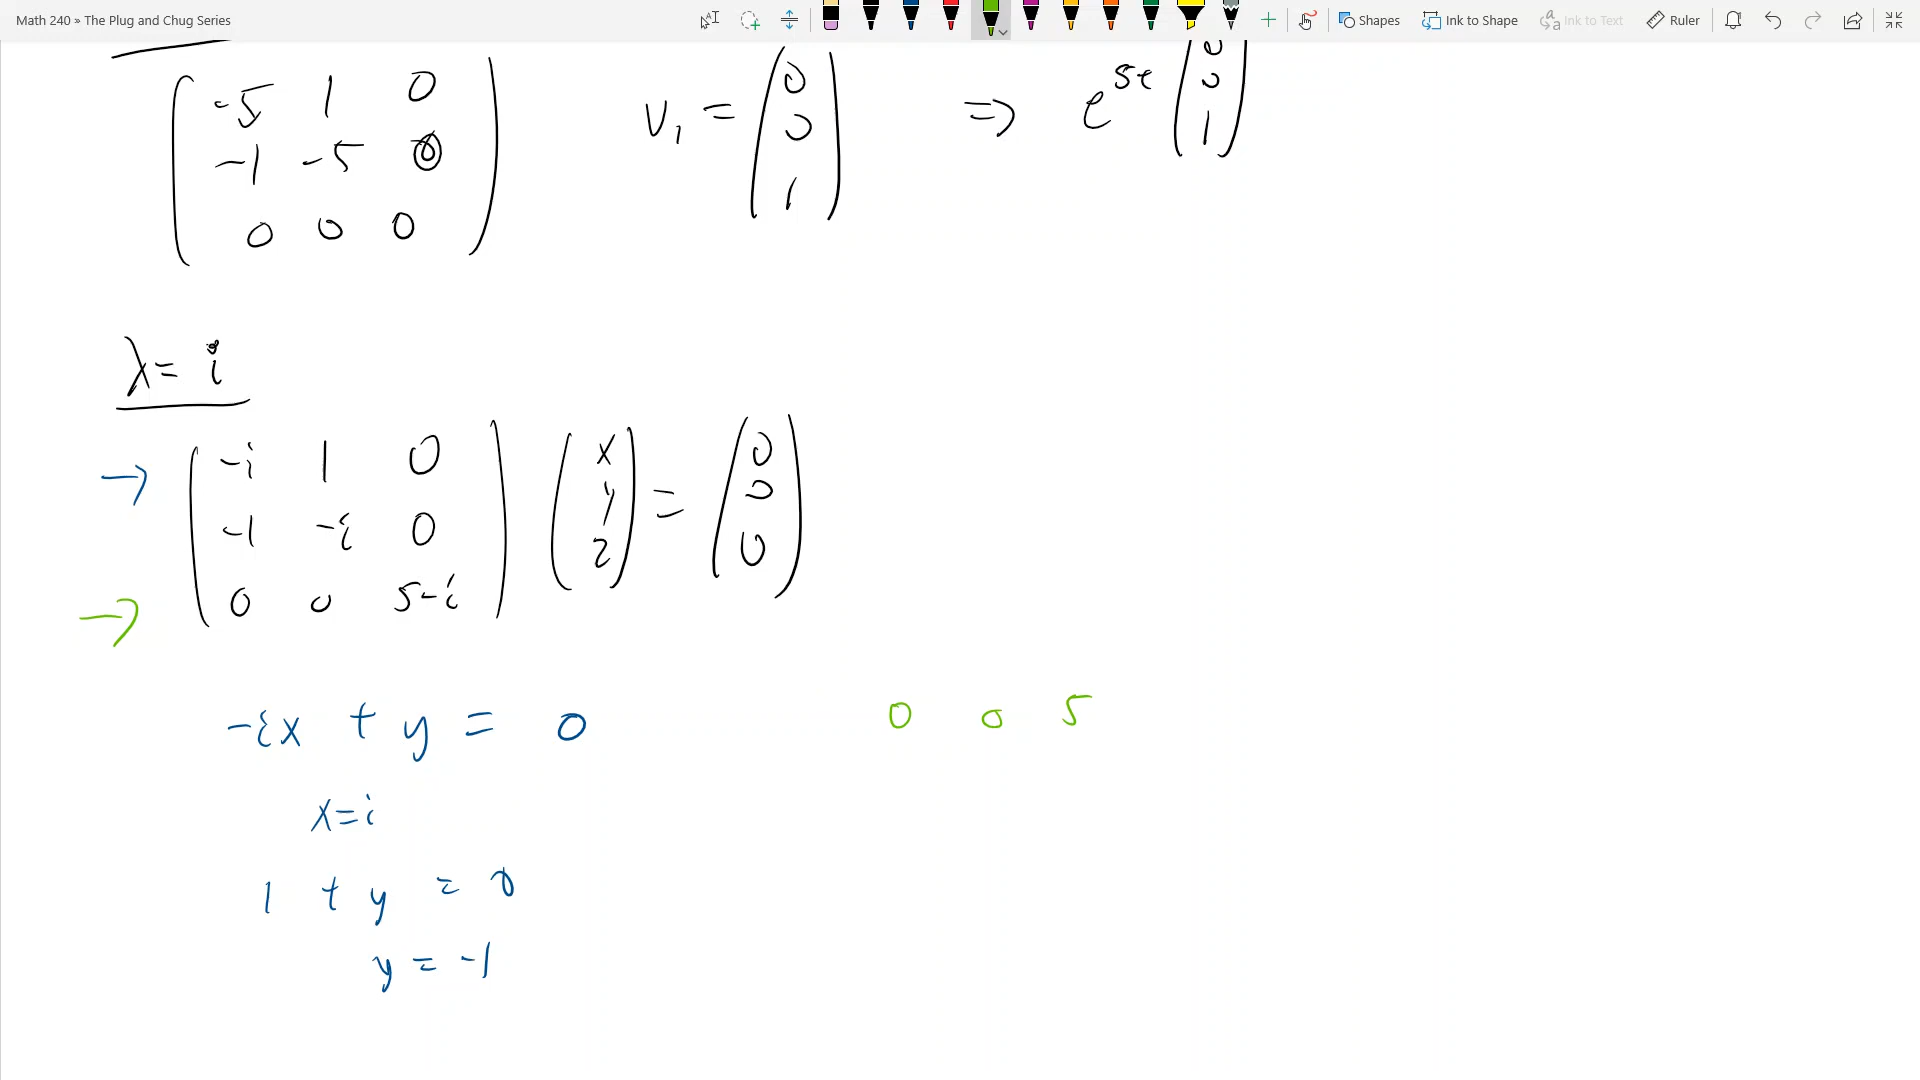 Math 240 » The Plug and Chug Series
Shapes Ink to Shape Ink to Text Ruler
-5 1 0
-1 -5 0
0 0 0
v₁ = (0 0 1) => e^5t (0 0 1)
λ = i
→ (-i 1 0) (x) = (0)
(-1 -i 0) (y) (0)
→ (0 0 5-i) (z) (0)
-ix + y = 0
0 0 5
x = i
1 + y = 0
y = -1